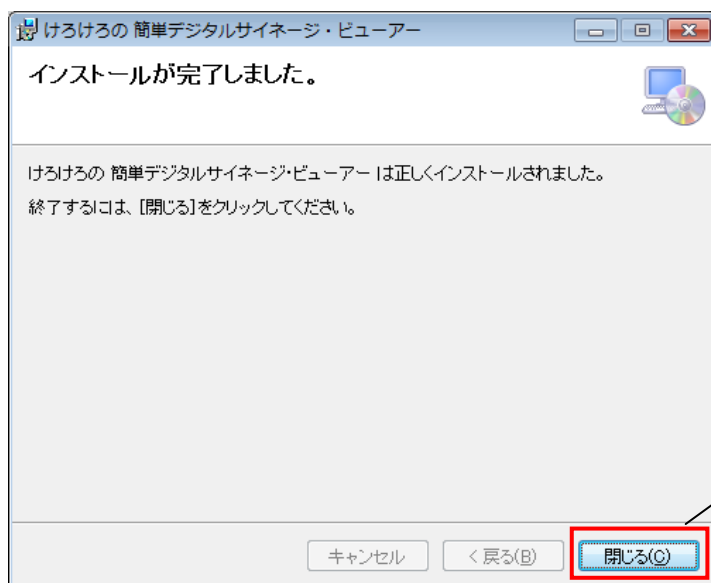 けろけろの 簡単デジタルサイネージ・ビューアー
インストールが完了しました。
けろけろの 簡単デジタルサイネージ・ビューアー は正しくインストールされました。
終了するには、[閉じる]をクリックしてください。
キャンセル
< 戻る(B)
閉じる(C)